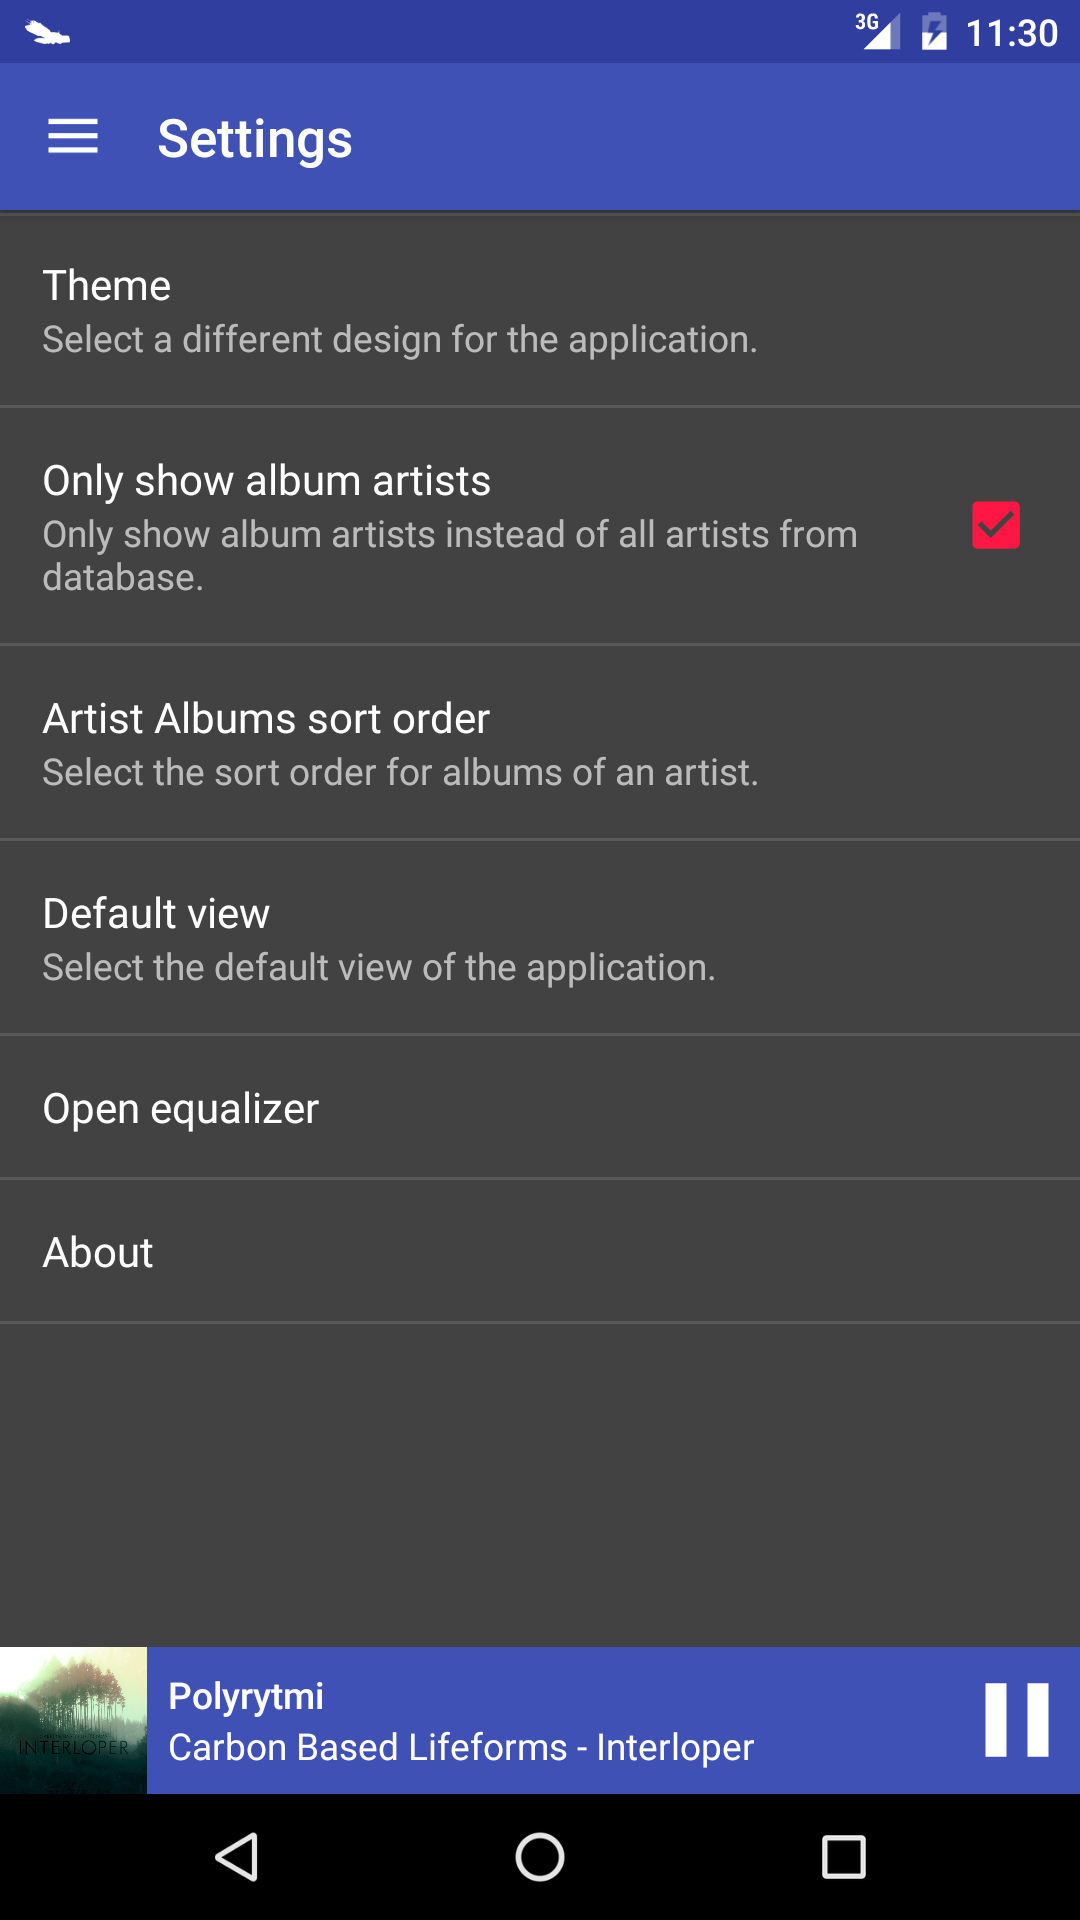 3G 11:30
Settings
Theme
Select a different design for the application.
Only show album artists
Only show album artists instead of all artists from
database.
Artist Albums sort order
Select the sort order for albums of an artist.
Default view
Select the default view of the application.
Open equalizer
About
INTERLOPER
Polyrytmi
Carbon Based Lifeforms - Interloper